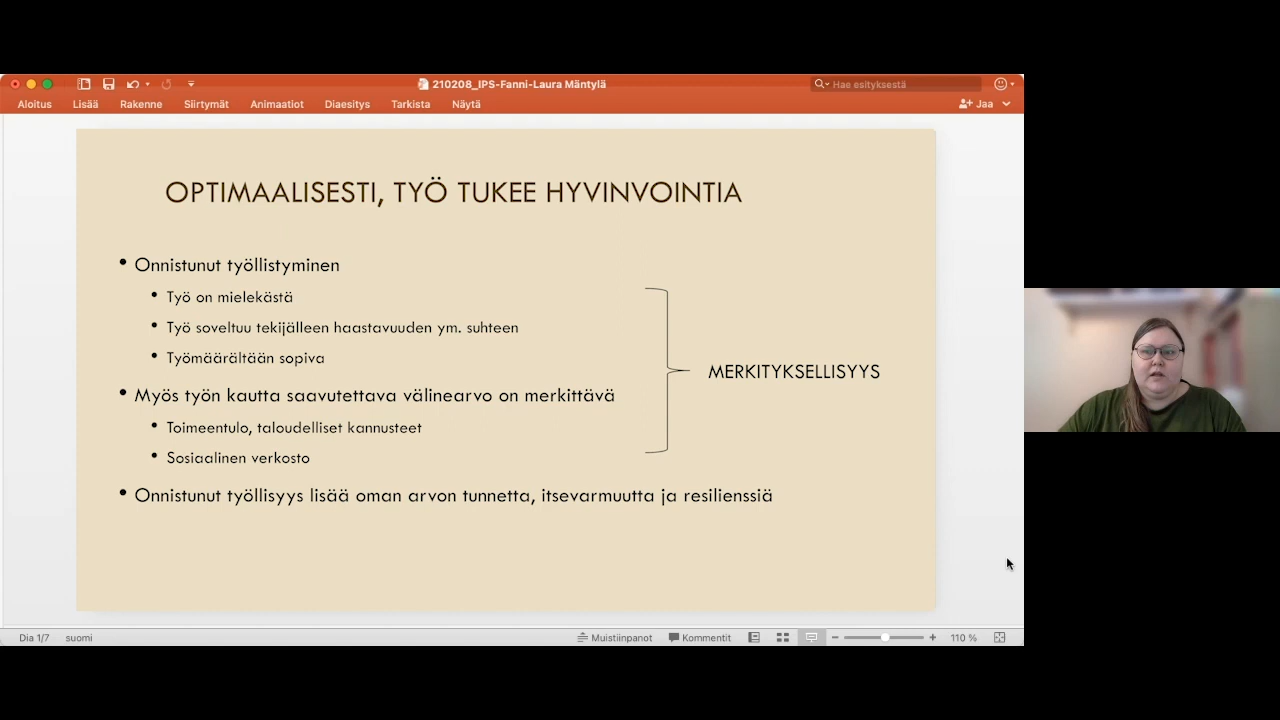 210208_IPS-Fanni-Laura Mäntylä
Hae esityksestä
Aloitus Lisää Rakenne Siirtymät Animaatiot Diaesitys Tarkista Näytä Jaa
OPTIMAALISESTI, TYÖ TUKEE HYVINVOINTIA
• Onnistunut työllistyminen
• Työ on mielekästä
• Työ soveltuu tekijälleen haastavuuden ym. suhteen
• Työmäärältään sopiva
MERKITYKSELLISYYS
• Myös työn kautta saavutettava välinearvo on merkittävä
• Toimeentulo, taloudelliset kannusteet
• Sosiaalinen verkosto
• Onnistunut työllisyys lisää oman arvon tunnetta, itsevarmuutta ja resilienssiä
Dia 1/7 suomi Muistiinpanot Kommentit 110 %